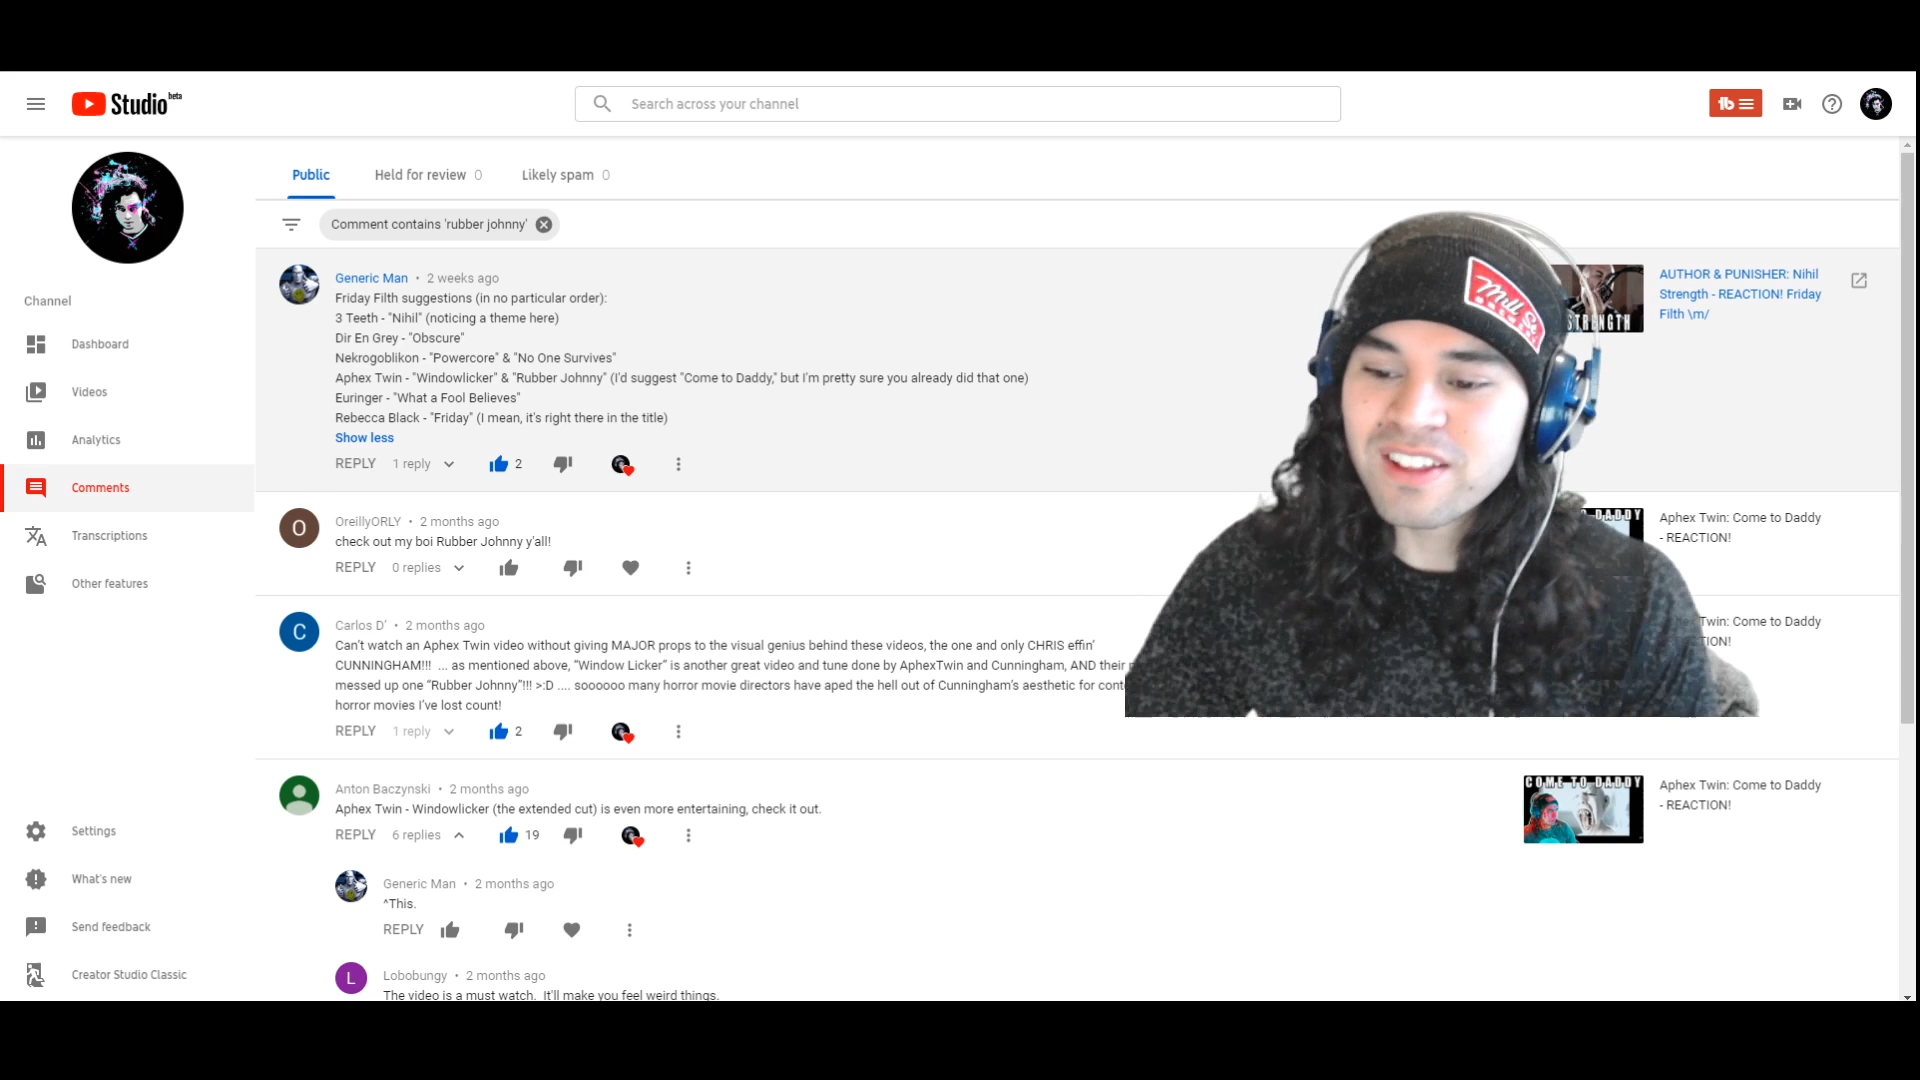 Studio beta
Search across your channel
Public
Held for review 0
Likely spam 0
Comment contains 'rubber johnny'
Channel
Dashboard
Videos
Analytics
Comments
Transcriptions
Other features
Settings
What's new
Send feedback
Creator Studio Classic
Generic Man • 2 weeks ago
Friday Filth suggestions (in no particular order):
3 Teeth - "Nihil" (noticing a theme here)
Dir En Grey - "Obscure"
Nekrogoblikon - "Powercore" & "No One Survives"
Aphex Twin - "Windowlicker" & "Rubber Johnny" (I'd suggest "Come to Daddy," but I'm pretty sure you already did that one)
Euringer - "What a Fool Believes"
Rebecca Black - "Friday" (I mean, it's right there in the title)
Show less
REPLY 1 reply 2
STRENGTH
AUTHOR & PUNISHER: Nihil
Strength - REACTION! Friday
Filth \m/
OreillyORLY • 2 months ago
check out my boi Rubber Johnny y'all!
REPLY 0 replies
DADDY
Aphex Twin: Come to Daddy
- REACTION!
Carlos D' • 2 months ago
Can't watch an Aphex Twin video without giving MAJOR props to the visual genius behind these videos, the one and only CHRIS effin'
CUNNINGHAM!!! ... as mentioned above, “Window Licker” is another great video and tune done by AphexTwin and Cunningham, AND their
messed up one “Rubber Johnny”!!! >:D .... soooooo many horror movie directors have aped the hell out of Cunningham's aesthetic for
horror movies I've lost count!
REPLY 1 reply 2
Twin: Come to Daddy
Anton Baczynski • 2 months ago
Aphex Twin - Windowlicker (the extended cut) is even more entertaining, check it out.
REPLY 6 replies 19
COME TO DADDY
Aphex Twin: Come to Daddy
- REACTION!
Generic Man • 2 months ago
^This.
REPLY
L
Lobobungy • 2 months ago
The video is a must watch. It'll make you feel weird things.
O
C